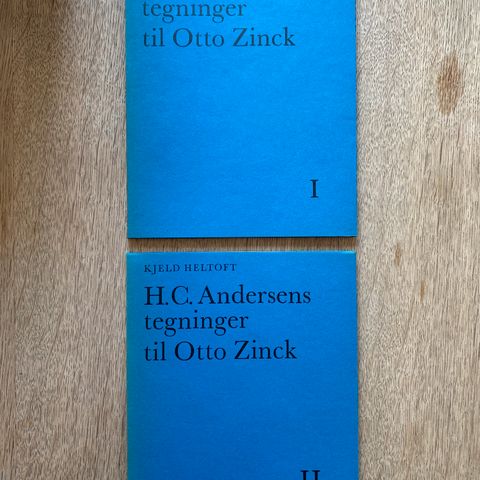 tegninger
til Otto Zinck
I
KJELD HELTOFT
H.C. Andersens
tegninger
til Otto Zinck
II